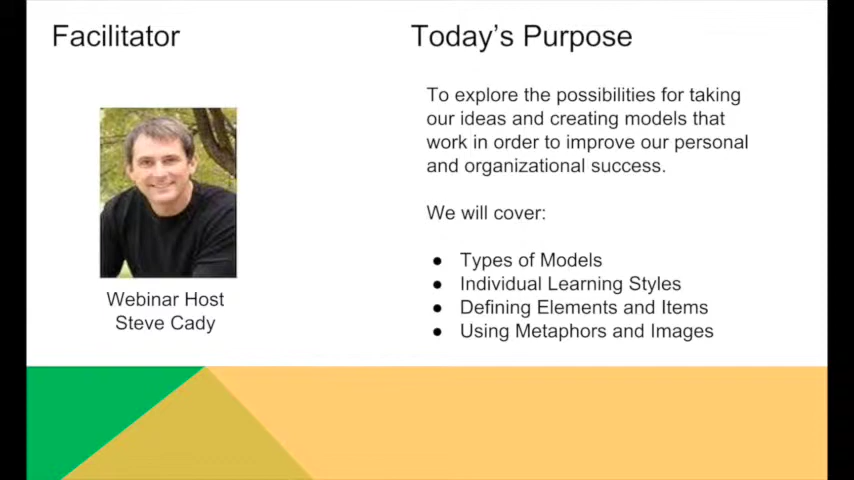 Facilitator
Webinar Host
Steve Cady
Today's Purpose
To explore the possibilities for taking
our ideas and creating models that
work in order to improve our personal
and organizational success.
We will cover:
● Types of Models
● Individual Learning Styles
● Defining Elements and Items
● Using Metaphors and Images